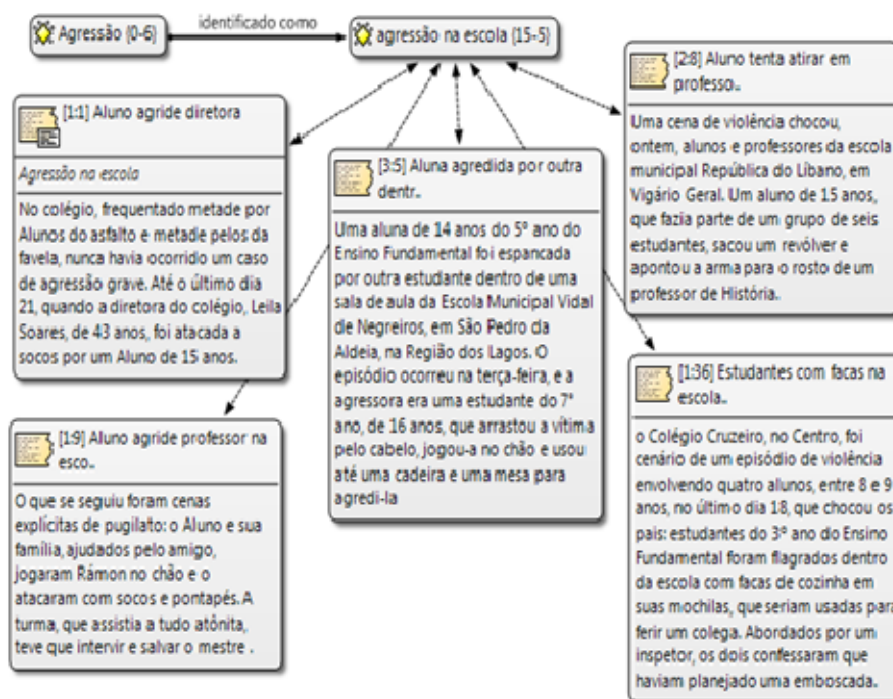 Agressão {0-6}
identificado como
agressão na escola {15-5}
[1:1] Aluno agride diretora
Agressão na escola
No colégio, frequentado metade por
Alunos do asfalto e metade pelos da
favela, nunca havia ocorrido um caso
de agressão grave. Até o último dia
21, quando a diretora do colégio, Leila
Soares, de 43 anos, foi atacada a
socos por um Aluno de 15 anos.
[3:5] Aluna agredida por outra
dentr..
Uma aluna de 14 anos do 5º ano do
Ensino Fundamental foi espancada
por outra estudante dentro de uma
sala de aula da Escola Municipal Vidal
de Negreiros, em São Pedro da
Aldeia, na Região dos Lagos. O
episódio ocorreu na terça-feira, e a
agressora era uma estudante do 7º
ano, de 16 anos, que arrastou a vítima
pelo cabelo, jogou-a no chão e usou
até uma cadeira e uma mesa para
agredi-la
[2:8] Aluno tenta atirar em
professo..
Uma cena de violência chocou,
ontem, alunos e professores da escola
municipal República do Líbano, em
Vigário Geral. Um aluno de 15 anos,
que fazia parte de um grupo de seis
estudantes, sacou um revólver e
apontou a arma para o rosto de um
professor de História..
[1:9] Aluno agride professor na
esco..
O que se seguiu foram cenas
explícitas de pugilato: o Aluno e sua
família, ajudados pelo amigo,
jogaram Rámon no chão e o
atacaram com socos e pontapés. A
turma, que assistia a tudo atônita,
teve que intervir e salvar o mestre .
[1:36] Estudantes com facas na
escola..
o Colégio Cruzeiro, no Centro, foi
cenário de um episódio de violência
envolvendo quatro alunos, entre 8 e 9
anos, no último dia 18, que chocou os
pais: estudantes do 3º ano do Ensino
Fundamental foram flagrados dentro
da escola com facas de cozinha em
suas mochilas, que seriam usadas para
ferir um colega. Abordados por um
inspetor, os dois confessaram que
haviam planejado uma emboscada..